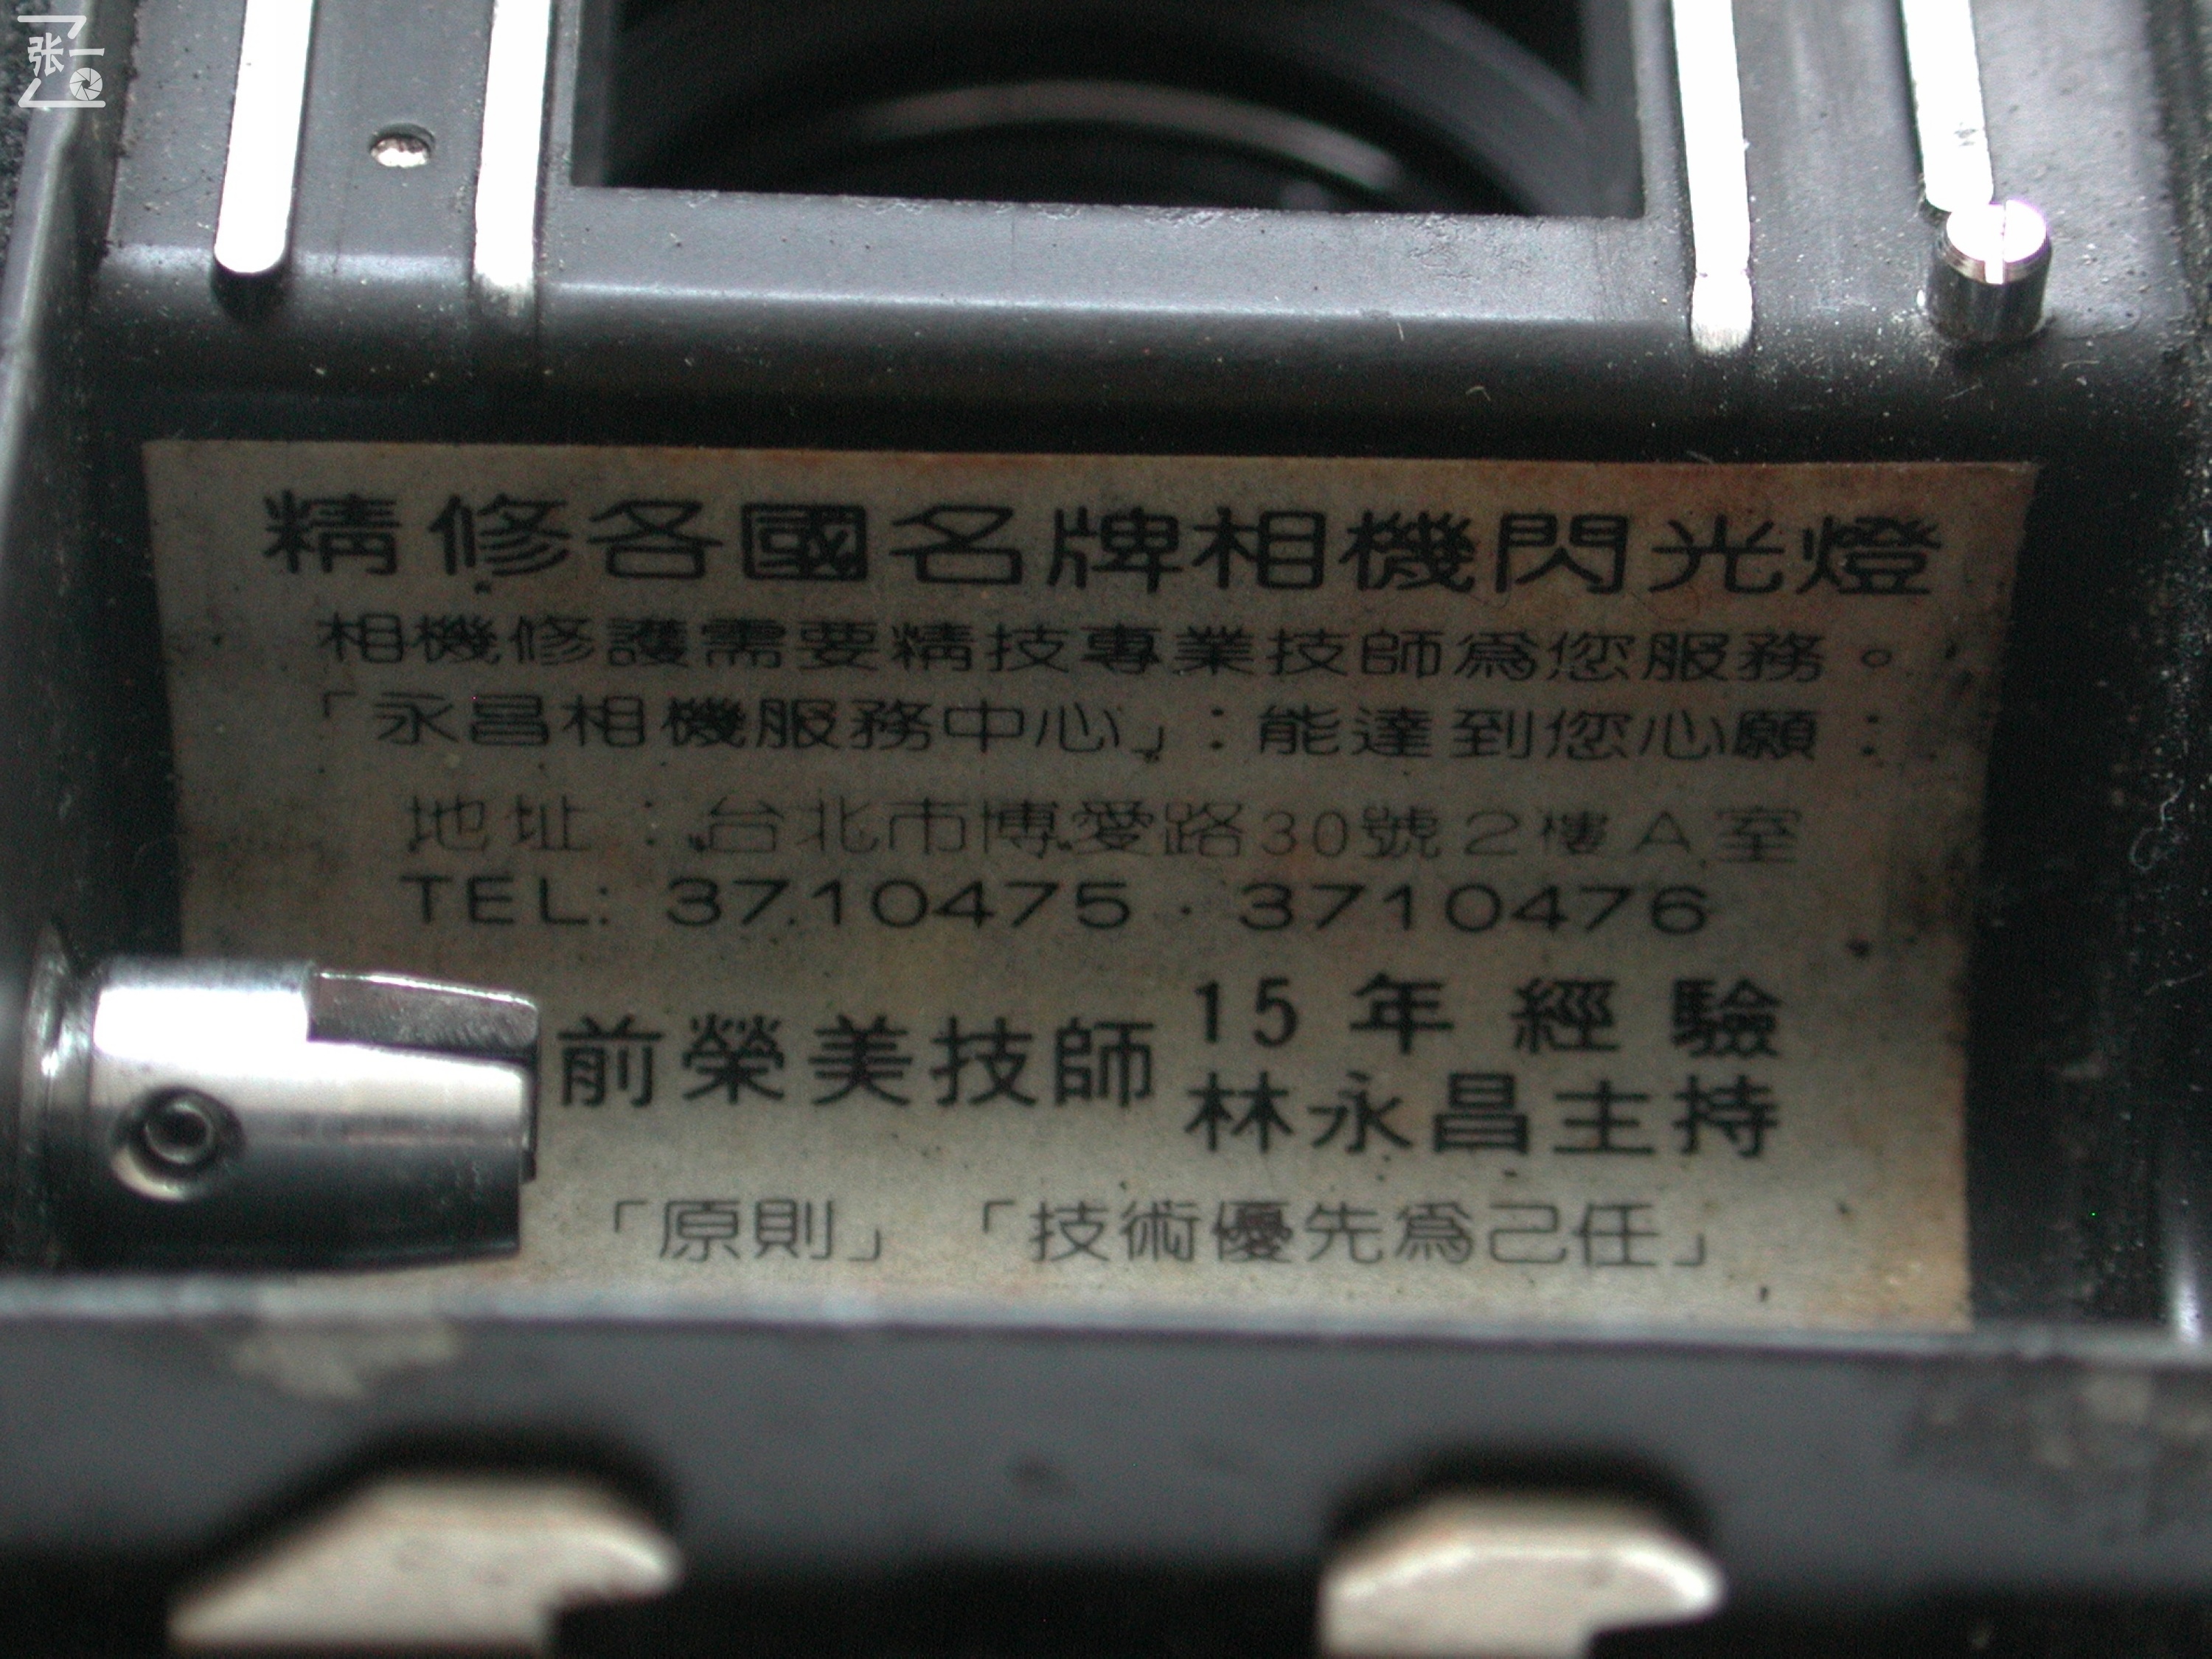 张一
精修各國名牌相機閃光燈
相機修護需要精技專業技師為您服務。
「永昌相機服務中心」：能達到您心願：
地址：台北市博愛路30號2樓A室
TEL: 3710475 · 3710476
前榮美技師
15年經驗
林永昌主持
「原則」「技術優先為己任」